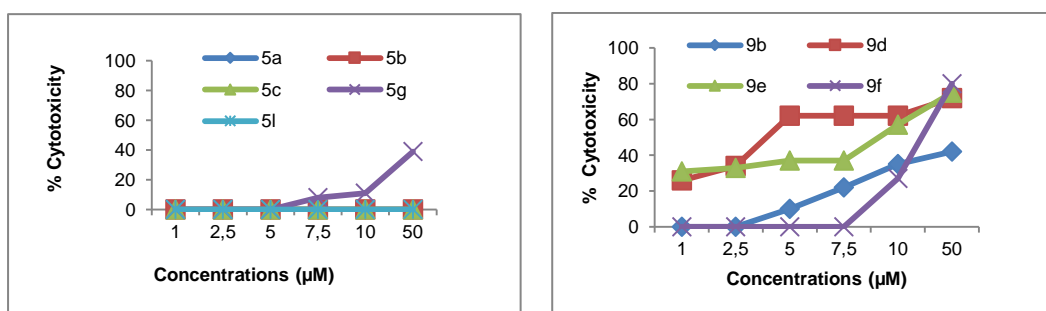 100
80
60
40
20
0
% Cytotoxicity
5a 5b
5c 5g
5l
1 2,5 5 7,5 10 50
Concentrations (µM)
100
80
60
40
20
0
% Cytotoxicity
9b 9d
9e 9f
1 2,5 5 7,5 10 50
Concentrations (µM)